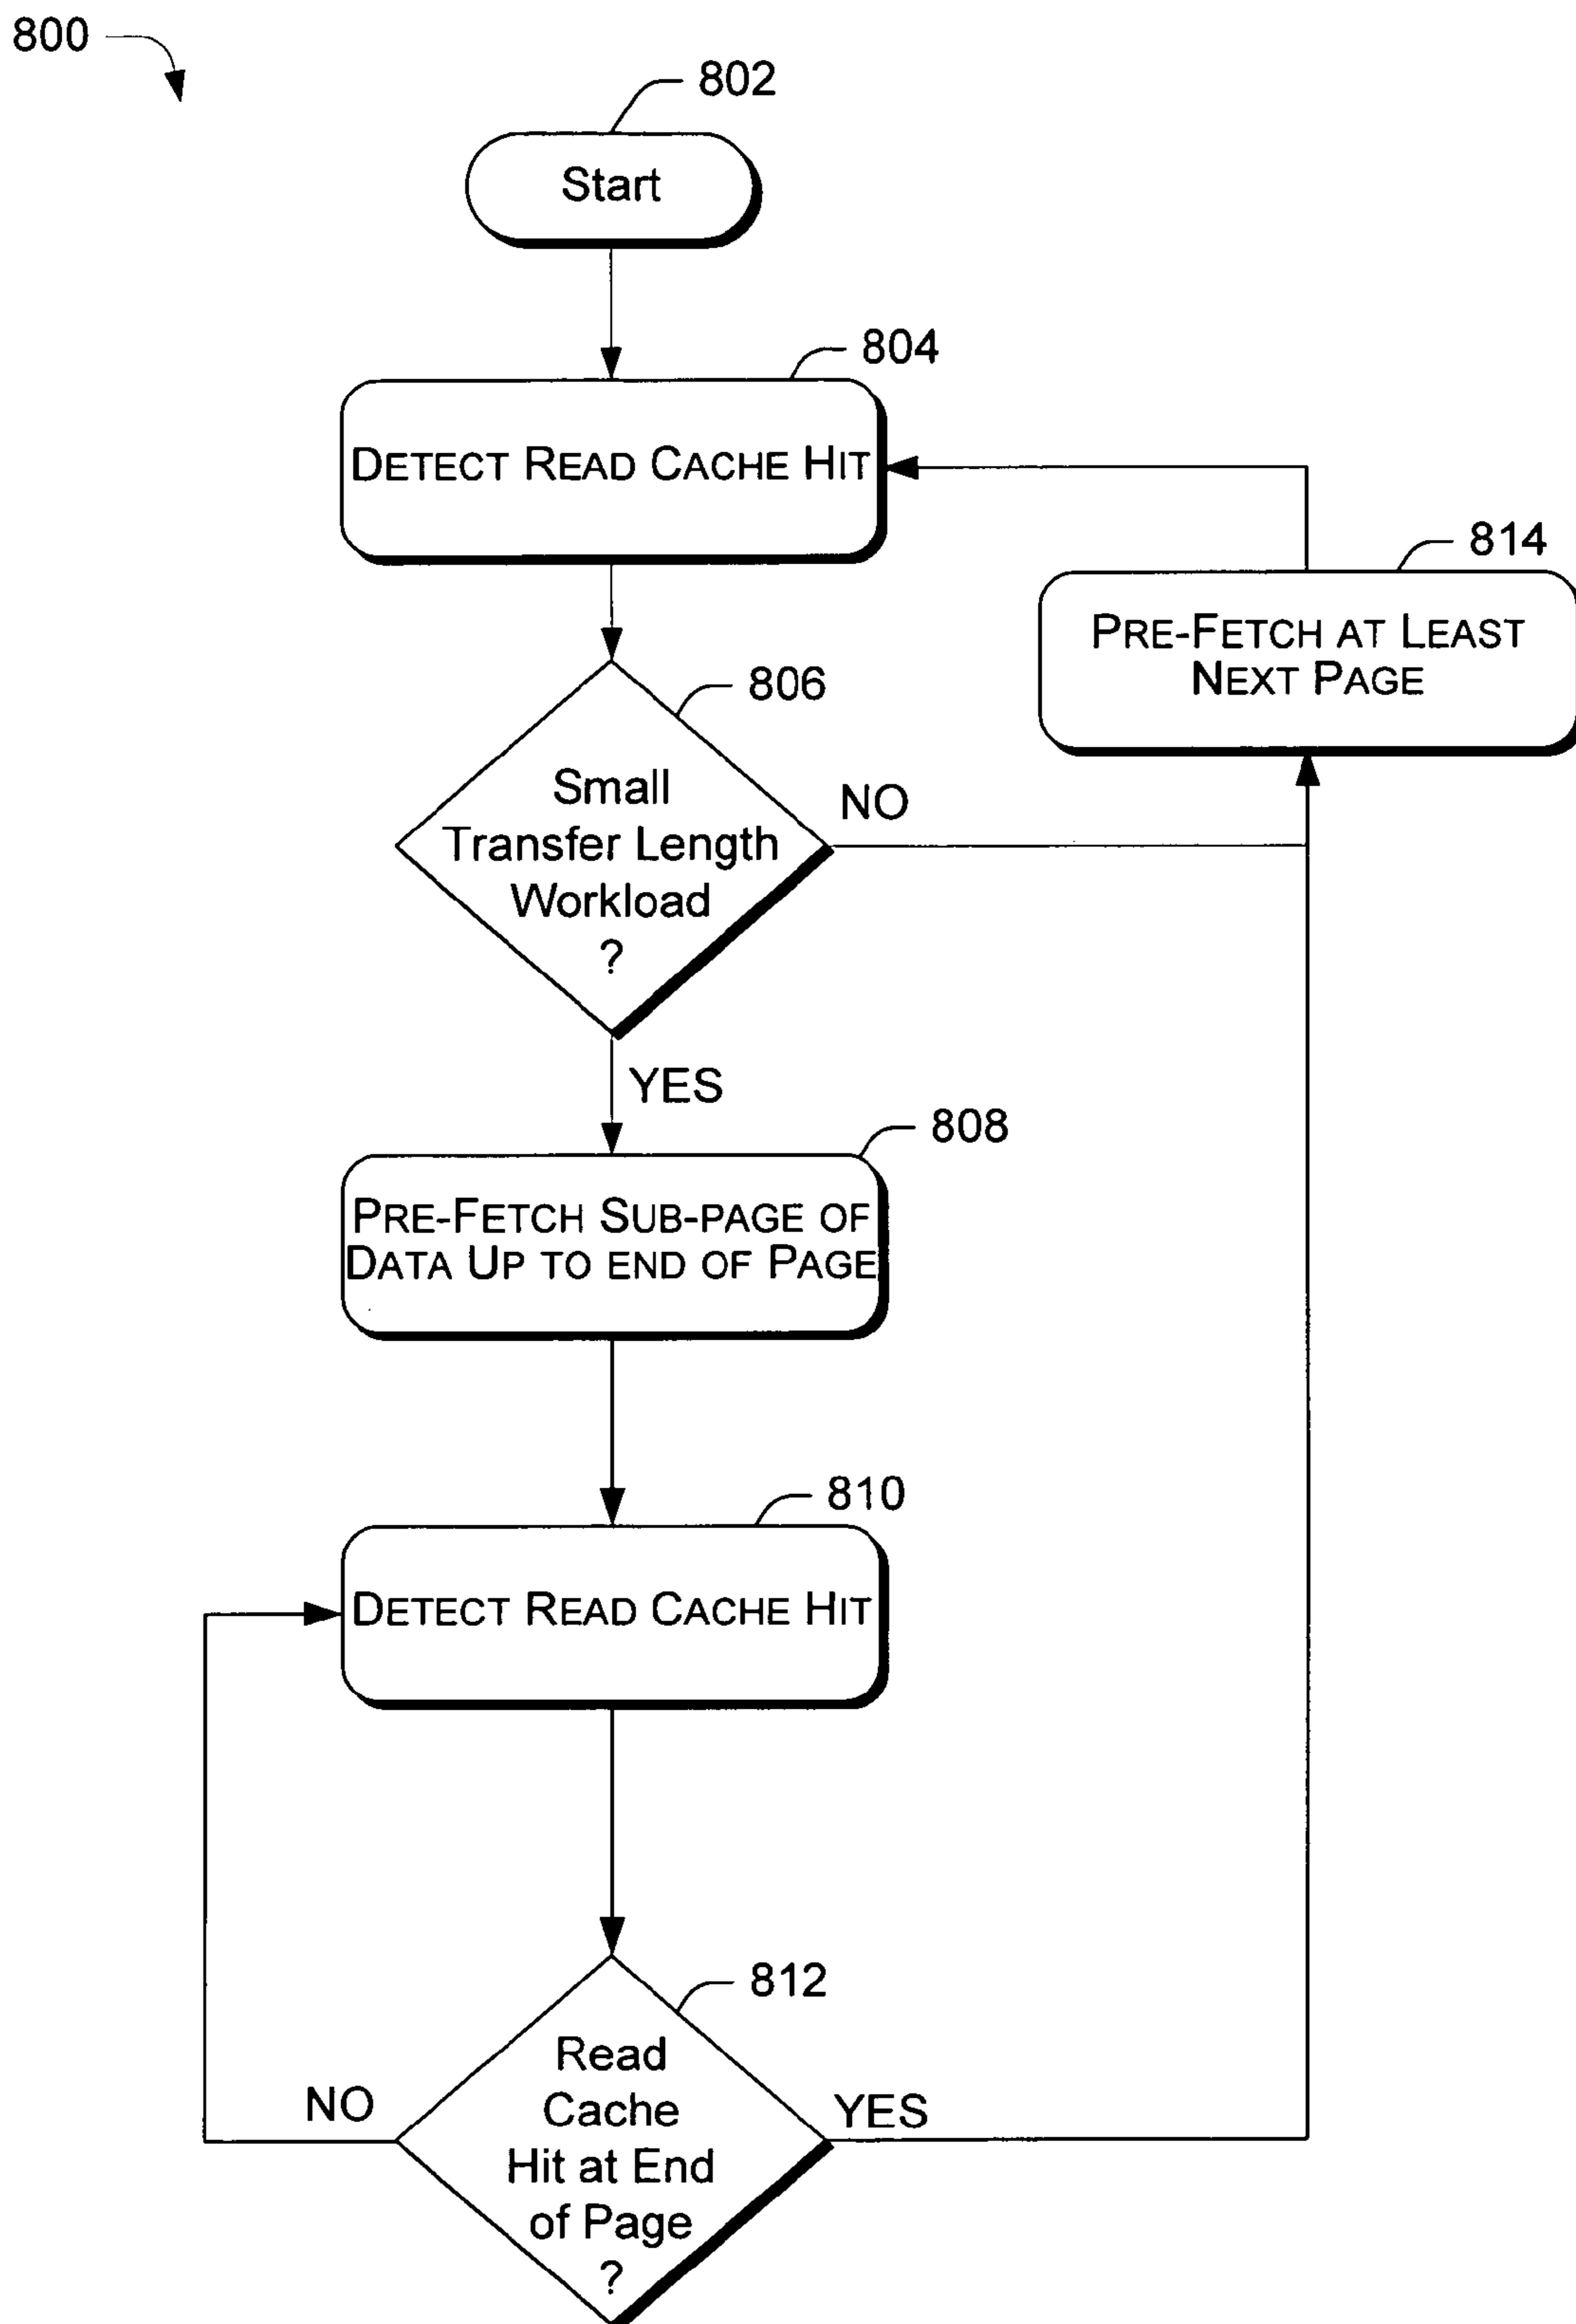 800
802
Start
804
DETECT READ CACHE HIT
814
PRE-FETCH AT LEAST
NEXT PAGE
806
Small
Transfer Length
Workload
?
NO
YES
808
PRE-FETCH SUB-PAGE OF
DATA UP TO END OF PAGE
810
DETECT READ CACHE HIT
812
Read
Cache
Hit at End
of Page
?
NO
YES